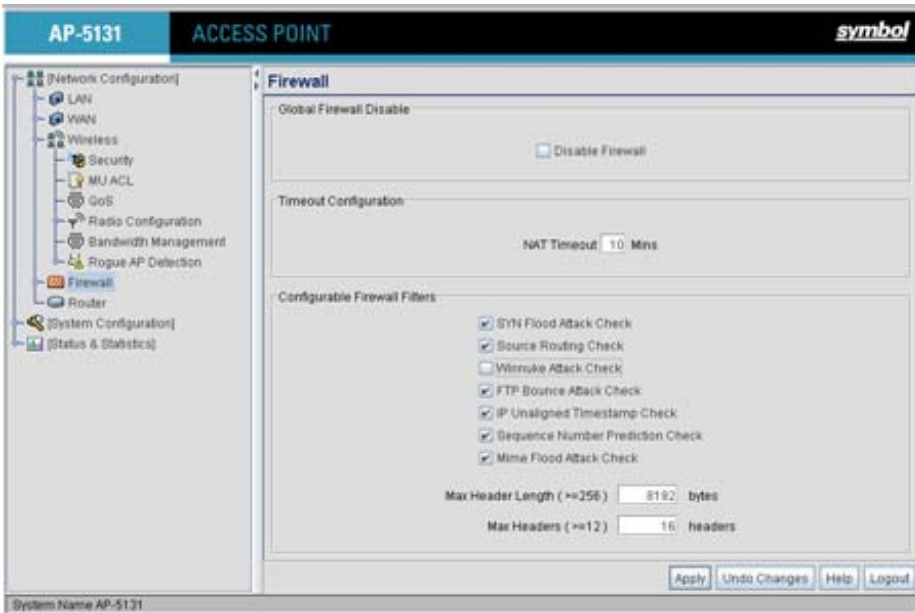 AP-5131
ACCESS POINT
symbol
[Network Configuration]
LAN
WAN
Wireless
Security
MU ACL
QoS
Radio Configuration
Bandwidth Management
Rogue AP Detection
Firewall
Router
[System Configuration]
[Status & Statistics]
Firewall
Global Firewall Disable
Disable Firewall
Timeout Configuration
NAT Timeout 10 Mins
Configurable Firewall Filters
SYN Flood Attack Check
Source Routing Check
Winnuke Attack Check
FTP Bounce Attack Check
IP Unaligned Timestamp Check
Sequence Number Prediction Check
Mime Flood Attack Check
Max Header Length ( >=256 ) 8192 bytes
Max Headers ( >=12 ) 16 headers
Apply Undo Changes Help Logout
System Name AP-5131